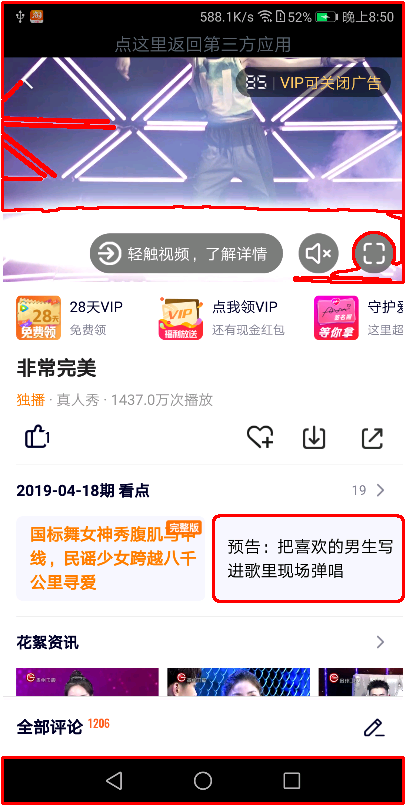 588.1K/s 52% 晚上8:50
点这里返回第三方应用
85 VIP可关闭广告
轻触视频，了解详情
28天VIP 点我领VIP 守护爱
免费领 还有现金红包 这里超
28天
免费领
VIP
福利放送
等你拿
非常完美
独播 · 真人秀 · 1437.0万次播放
1
2019-04-18期 看点 19
完整版
国标舞女神秀腹肌马甲
线，民谣少女跨越八千
公里寻爱
预告：把喜欢的男生写
进歌里现场弹唱
花絮资讯
全部评论 1206